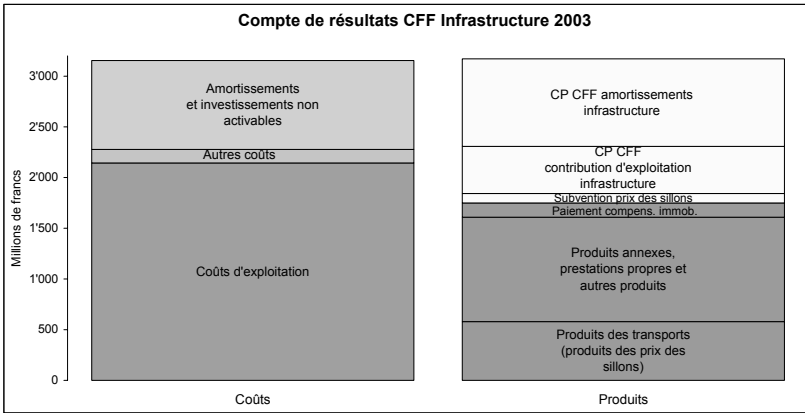 Compte de résultats CFF Infrastructure 2003
Millions de francs
3'000
2'500
2'000
1'500
1'000
500
0
Amortissements
et investissements non
activables
Autres coûts
Coûts d'exploitation
Coûts
CP CFF amortissements
infrastructure
CP CFF
contribution d'exploitation
infrastructure
Subvention prix des sillons
Paiement compens. immob.
Produits annexes,
prestations propres et
autres produits
Produits des transports
(produits des prix des
sillons)
Produits